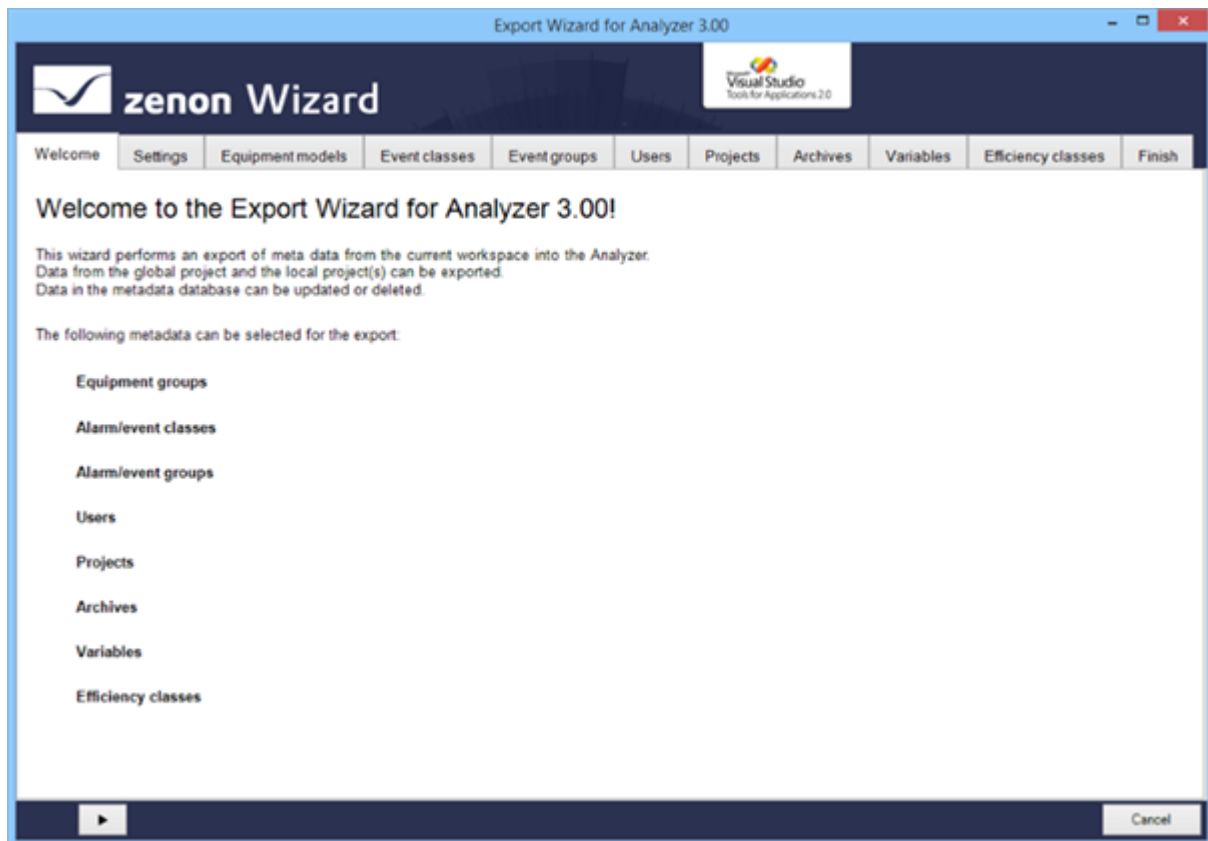 Export Wizard for Analyzer 3.00
zenon Wizard
Microsoft
Visual Studio
Tools for Applications 2.0
Welcome
Settings
Equipment models
Event classes
Event groups
Users
Projects
Archives
Variables
Efficiency classes
Finish
Welcome to the Export Wizard for Analyzer 3.00!
This wizard performs an export of meta data from the current workspace into the Analyzer.
Data from the global project and the local project(s) can be exported.
Data in the metadata database can be updated or deleted.
The following metadata can be selected for the export:
Equipment groups
Alarm/event classes
Alarm/event groups
Users
Projects
Archives
Variables
Efficiency classes
Cancel